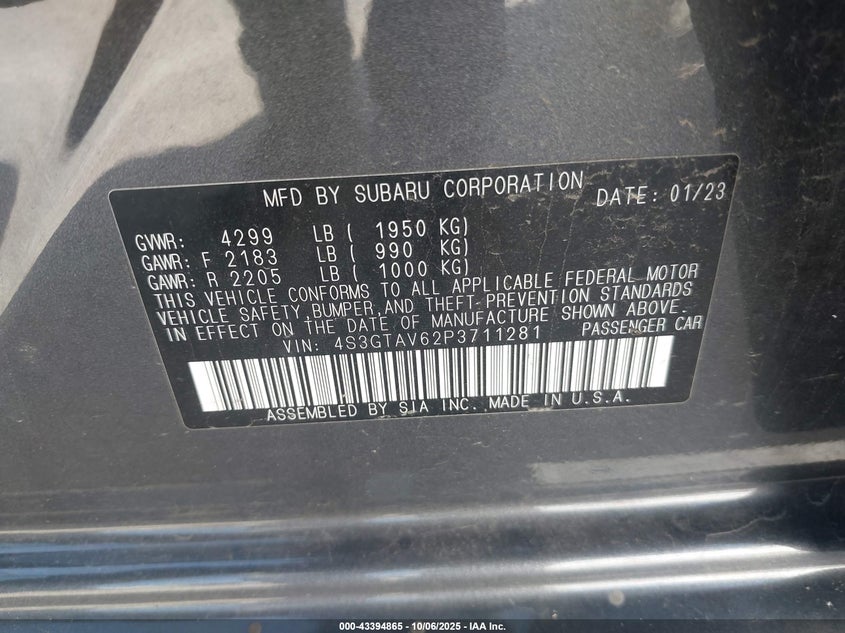 MFD BY SUBARU CORPORATION DATE: 01/23
GVWR: 4299 LB ( 1950 KG)
GAWR: F 2183 LB ( 990 KG)
GAWR: R 2205 LB ( 1000 KG)
THIS VEHICLE CONFORMS TO ALL APPLICABLE FEDERAL MOTOR
VEHICLE SAFETY, BUMPER, AND THEFT PREVENTION STANDARDS
IN EFFECT ON THE DATE OF MANUFACTURE SHOWN ABOVE.
VIN: 4S3GTAV62P3711281 PASSENGER CAR
ASSEMBLED BY SIA INC. MADE IN U.S.A.
000-43394865 - 10/06/2025 - IAA Inc.